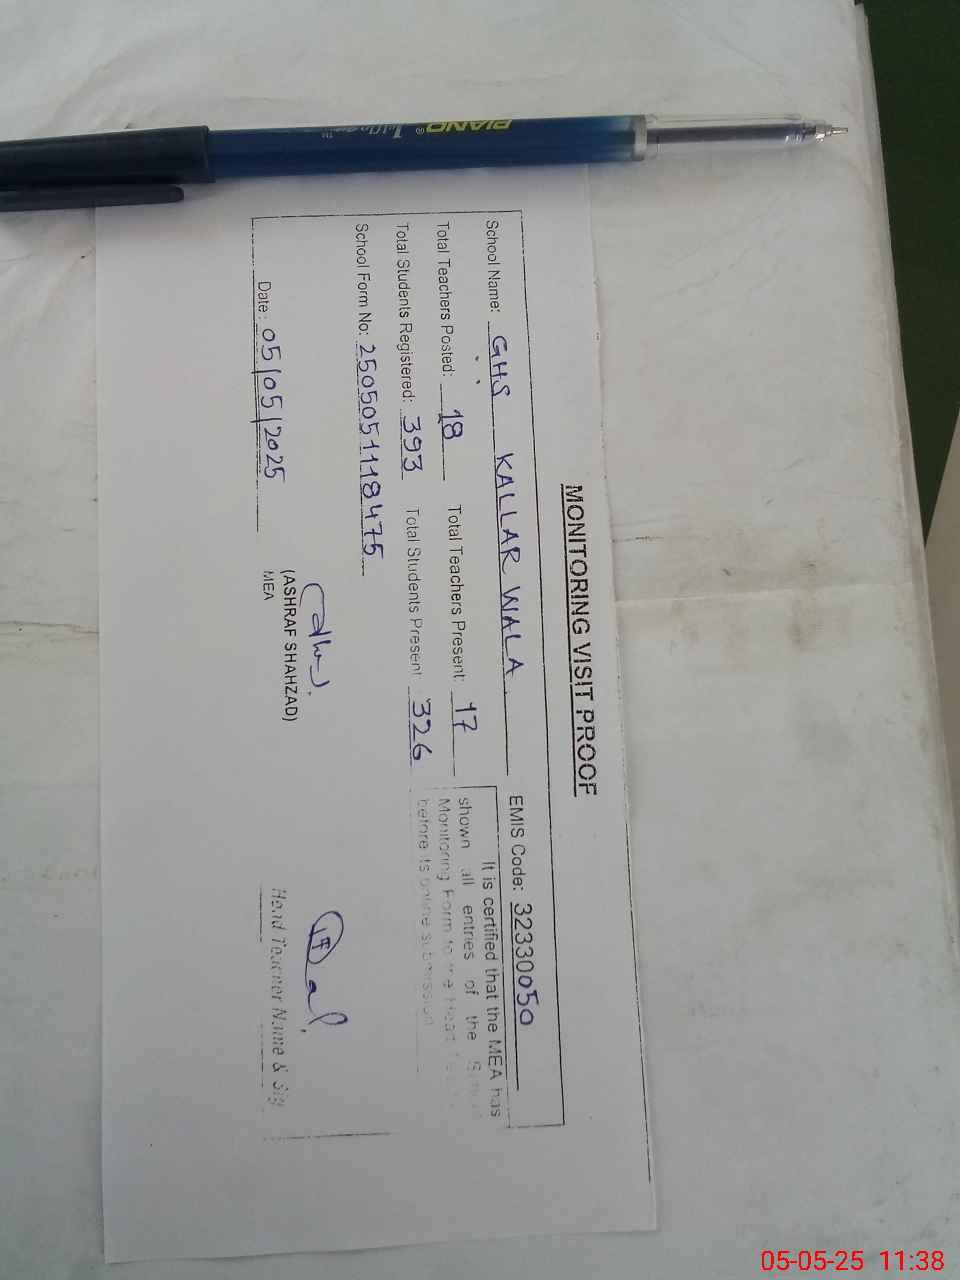 MONITORING VISIT PROOF
School Name: GHS KALLAR WALA EMIS Code: 32330050
Total Teachers Posted: 18 Total Teachers Present: 17
Total Students Registered: 393 Total Students Present 326
School Form No: 2505051118475
It is certified that the MEA has
shown all entries of the School
Monitoring Form to the Head
before its online submission
Date: 05/05/2025
(ASHRAF SHAHZAD)
MEA
Head Teacher Name & Sig
PIANO
05-05-25 11:38